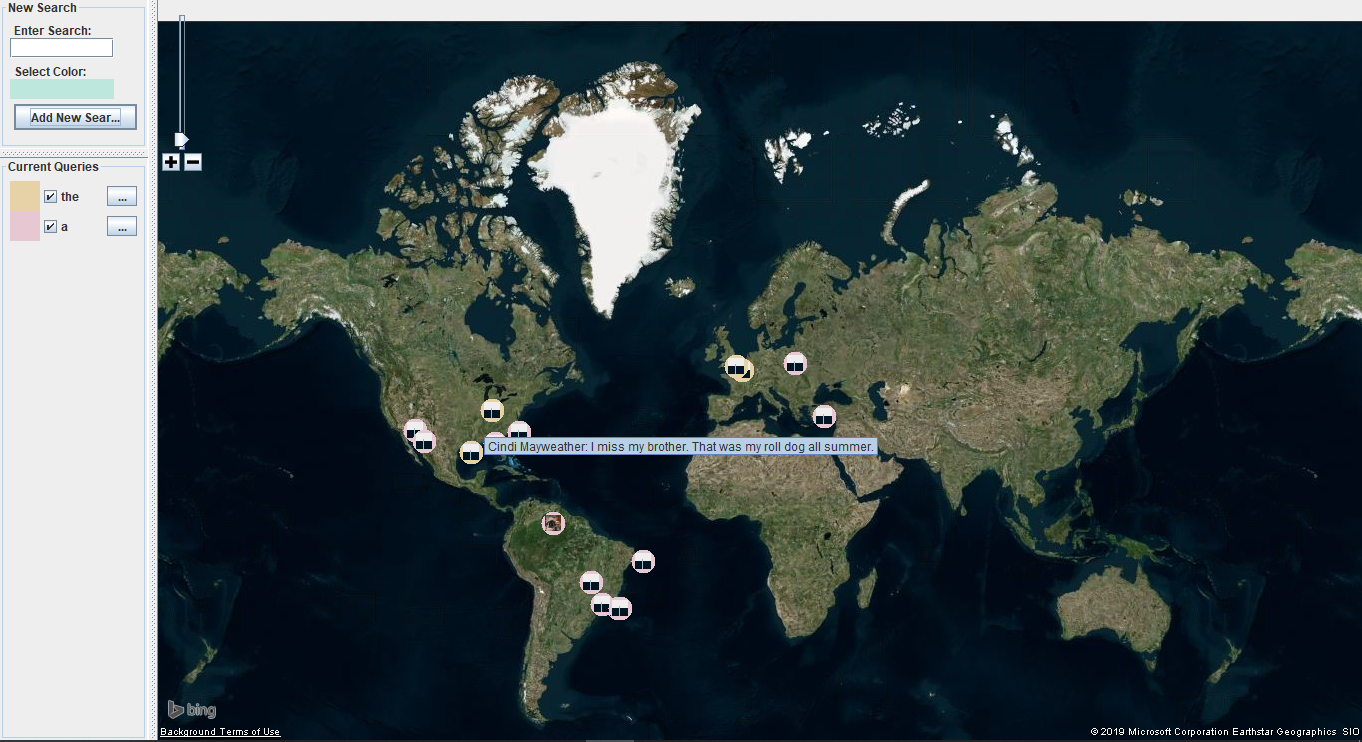 New Search
Enter Search:
Select Color:
Add New Sear...
Current Queries
the
...
a
...
Cindi Mayweather: I miss my brother. That was my roll dog all summer.
bing
Background Terms of Use
© 2019 Microsoft Corporation Earthstar Geographics SIO